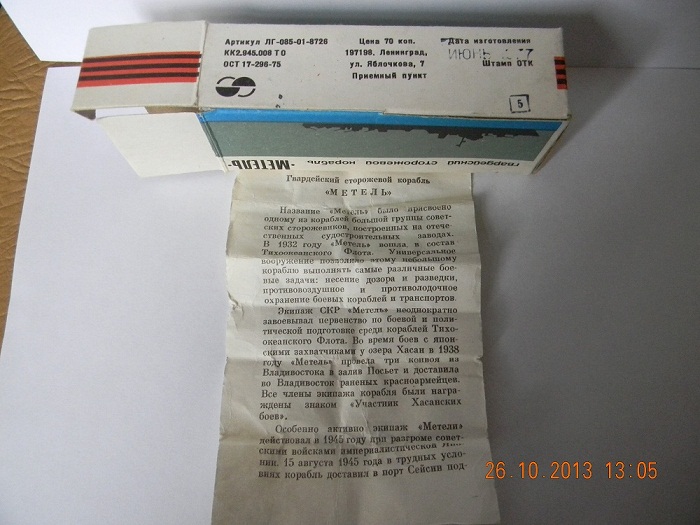 Артикул ЛГ-085-01-8726
КК2.945.008 ТО
ОСТ 17-296-75
Цена 70 коп.
197198. Ленинград,
ул. Яблочкова, 7
Приемный пункт
Дата изготовления
ИЮНЬ
Штамп ОТК
5
гвардейский сторожевой корабль
«МЕТЕЛЬ»
Гвардейский сторожевой корабль
«МЕТЕЛЬ»
Название «Метель» было присвоено
одному из кораблей большой группы совет-
ских сторожевиков, построенных на отече-
ственных судостроительных заводах.
В 1932 году «Метель» вошла в состав
Тихоокеанского Флота. Универсальное
вооружение позволяло этому небольшому
кораблю выполнять самые различные бое-
вые задачи: несение дозора и разведки,
противовоздушное и противолодочное
охранение боевых кораблей и транспортов.
Экипаж СКР «Метель» неоднократно
завоевывал первенство по боевой и поли-
тической подготовке среди кораблей Тихо-
океанского Флота. Во время боев с япон-
скими захватчиками у озера Хасан в 1938
году «Метель» провела три конвоя из
Владивостока в залив Посьет и доставила
во Владивосток раненых красноармейцев.
Все члены экипажа корабля были награ-
ждены знаком «Участник Хасанских
боев».
Особенно активно экипаж «Метели»
действовал в 1945 году при разгроме совет-
скими войсками империалистической
нии. 15 августа 1945 года в трудных усло-
виях корабль доставил в порт Сейсин под-
26.10.2013 13:05